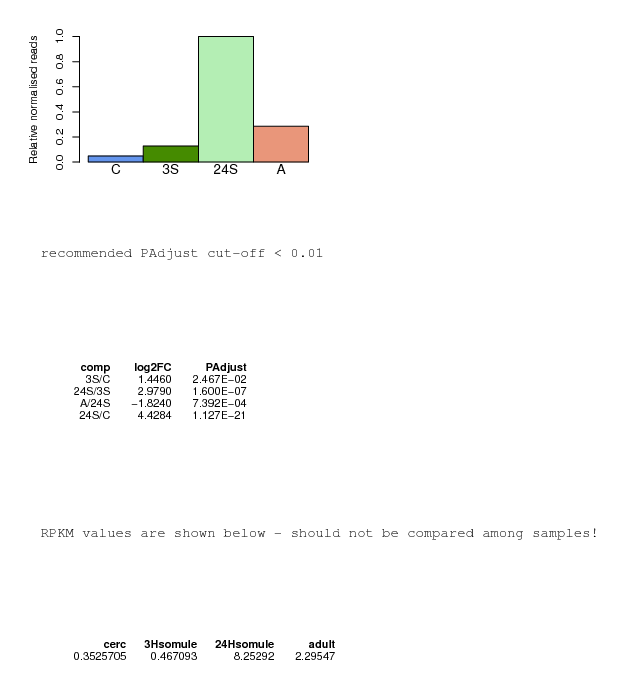 Relative normalised reads
1.0
0.8
0.6
0.4
0.2
0.0
C 3S 24S A
recommended PAdjust cut-off < 0.01
comp log2FC PAdjust
3S/C 1.4460 2.467E-02
24S/3S 2.9790 1.600E-07
A/24S -1.8240 7.392E-04
24S/C 4.4284 1.127E-21
RPKM values are shown below - should not be compared among samples!
cerc 3Hsomule 24Hsomule adult
0.3525705 0.467093 8.25292 2.29547